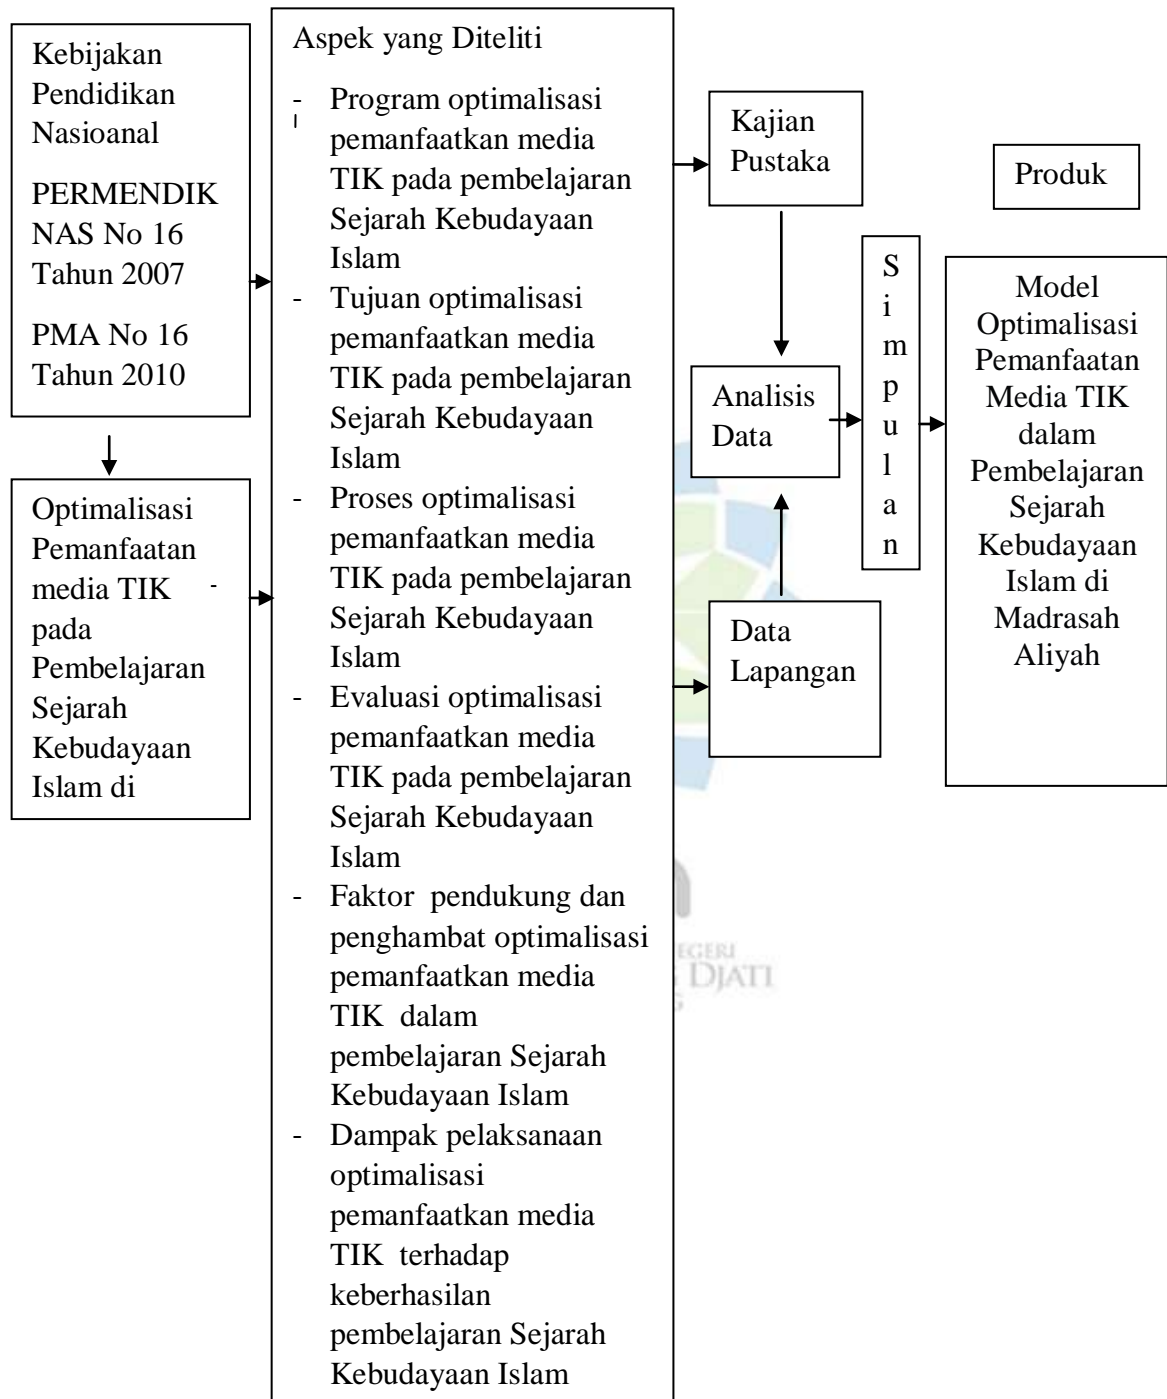 Kebijakan
Pendidikan
Nasioanal
PERMENDIK
NAS No 16
Tahun 2007
PMA No 16
Tahun 2010
Optimalisasi
Pemanfaatan
media TIK -
pada
Pembelajaran
Sejarah
Kebudayaan
Islam di
Aspek yang Diteliti
- Program optimalisasi
pemanfaatkan media
TIK pada pembelajaran
Sejarah Kebudayaan
Islam
- Tujuan optimalisasi
pemanfaatkan media
TIK pada pembelajaran
Sejarah Kebudayaan
Islam
- Proses optimalisasi
pemanfaatkan media
TIK pada pembelajaran
Sejarah Kebudayaan
Islam
- Evaluasi optimalisasi
pemanfaatkan media
TIK pada pembelajaran
Sejarah Kebudayaan
Islam
- Faktor pendukung dan
penghambat optimalisasi
pemanfaatkan media
TIK dalam
pembelajaran Sejarah
Kebudayaan Islam
- Dampak pelaksanaan
optimalisasi
pemanfaatkan media
TIK terhadap
keberhasilan
pembelajaran Sejarah
Kebudayaan Islam
Kajian
Pustaka
Analisis
Data
Data
Lapangan
S
i
m
p
u
l
a
n
Produk
Model
Optimalisasi
Pemanfaatan
Media TIK
dalam
Pembelajaran
Sejarah
Kebudayaan
Islam di
Madrasah
Aliyah
EGERI
DJATI